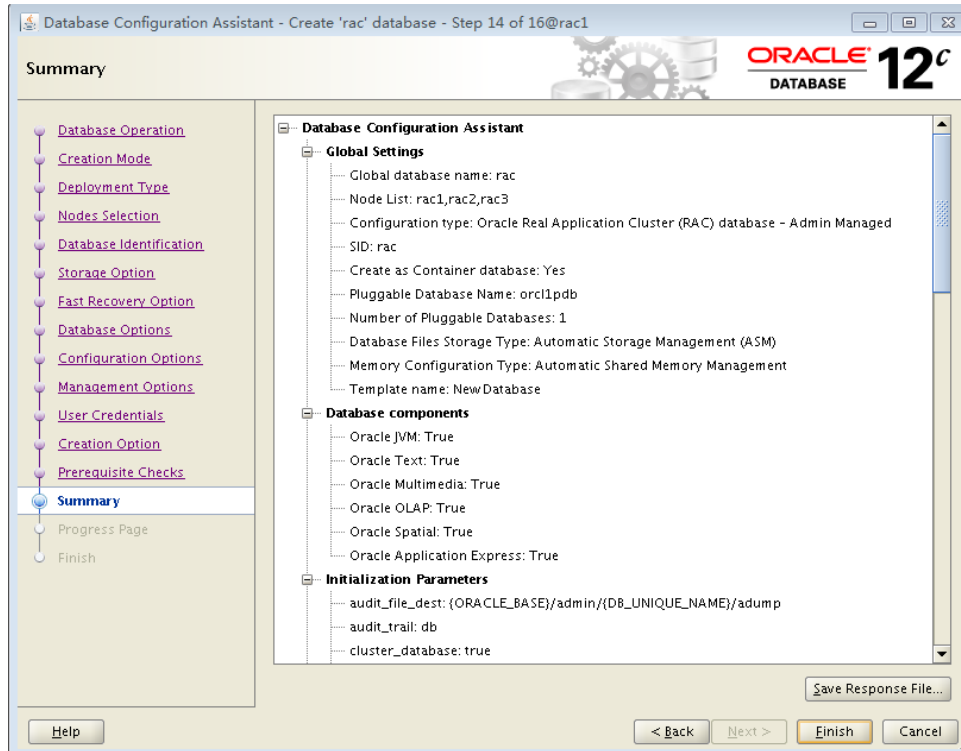 Database Configuration Assistant - Create 'rac' database - Step 14 of 16@rac1
Summary
ORACLE
DATABASE
12c
Database Operation
Creation Mode
Deployment Type
Nodes Selection
Database Identification
Storage Option
Fast Recovery Option
Database Options
Configuration Options
Management Options
User Credentials
Creation Option
Prerequisite Checks
Summary
Progress Page
Finish
Database Configuration Assistant
Global Settings
Global database name: rac
Node List: rac1,rac2,rac3
Configuration type: Oracle Real Application Cluster (RAC) database - Admin Managed
SID: rac
Create as Container database: Yes
Pluggable Database Name: orcl1pdb
Number of Pluggable Databases: 1
Database Files Storage Type: Automatic Storage Management (ASM)
Memory Configuration Type: Automatic Shared Memory Management
Template name: New Database
Database components
Oracle JVM: True
Oracle Text: True
Oracle Multimedia: True
Oracle OLAP: True
Oracle Spatial: True
Oracle Application Express: True
Initialization Parameters
audit_file_dest: {ORACLE_BASE}/admin/{DB_UNIQUE_NAME}/adump
audit_trail: db
cluster_database: true
Save Response File...
Help
< Back
Next >
Finish
Cancel